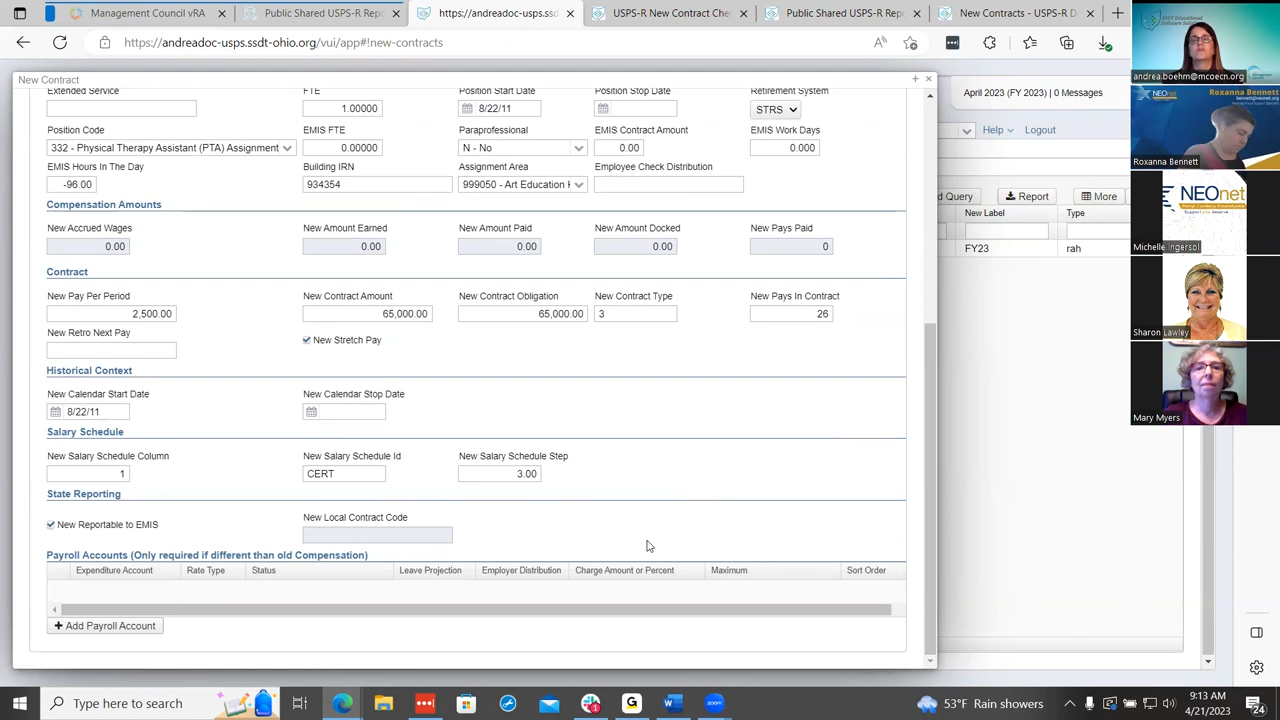 mandatory vRA
Public Shared USPS-R Repo
https://andreadoc-usps.ssdt-ohio
USPS - New Contract Che
Public Shared USPS-R Rep
New Contracts - USPS-R D
https://andreadoc-usps.ssdt-ohio.org/vui/app#!new-contracts
andrea.boehm@mcoecn.org
New Contract
April 2023 (FY 2023) | 0 Messages
Extended Service
FTE
Position Start Date
Position Stop Date
Retirement System
1.00000
8/22/11
STRS
Help
Logout
Roxanna Bennett
bennett@neonet.org
Roxanna Bennett
Position Code
EMIS FTE
Paraprofessional
EMIS Contract Amount
EMIS Work Days
332 - Physical Therapy Assistant (PTA) Assignment
0.00000
N - No
0.00
0.000
EMIS Hours In The Day
Building IRN
Assignment Area
Employee Check Distribution
-96.00
934354
999050 - Art Education K
Query
Report
More
NEOnet
Compensation Amounts
New Label
Type
New Accrued Wages
New Amount Earned
New Amount Paid
New Amount Docked
New Pays Paid
0.00
0.00
0.00
0.00
0
FY23
rah
Michelle Ingersol
Contract
New Pay Per Period
New Contract Amount
New Contract Obligation
New Contract Type
New Pays In Contract
2,500.00
65,000.00
65,000.00
3
26
New Retro Next Pay
New Stretch Pay
Sharon Lawley
Historical Context
New Calendar Start Date
New Calendar Stop Date
8/22/11
Mary Myers
Salary Schedule
New Salary Schedule Column
New Salary Schedule Id
New Salary Schedule Step
1
CERT
3.00
State Reporting
New Reportable to EMIS
New Local Contract Code
Payroll Accounts (Only required if different than old Compensation)
Expenditure Account
Rate Type
Status
Leave Projection
Employer Distribution
Charge Amount or Percent
Maximum
Sort Order
+ Add Payroll Account
Type here to search
53°F Rain showers
9:13 AM
4/21/2023
24